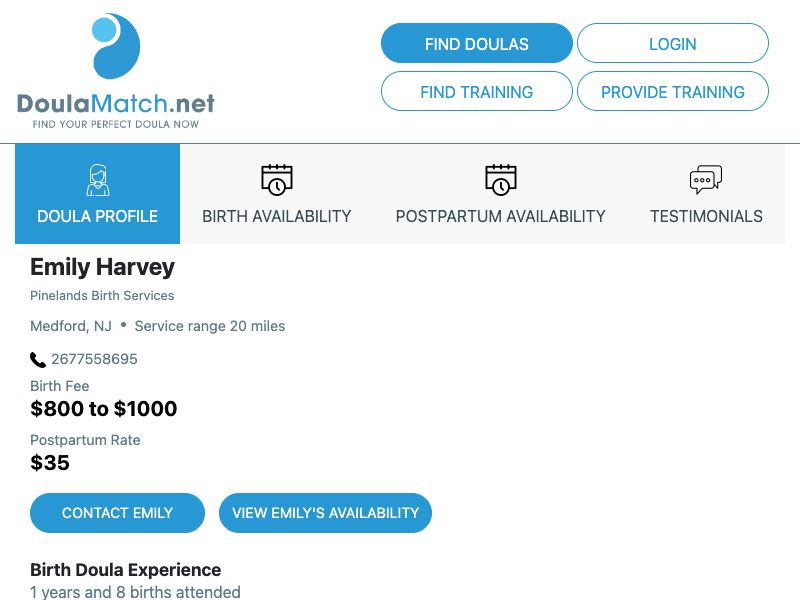 DoulaMatch.net
FIND YOUR PERFECT DOULA NOW
FIND DOULAS
LOGIN
FIND TRAINING
PROVIDE TRAINING
DOULA PROFILE
BIRTH AVAILABILITY
POSTPARTUM AVAILABILITY
TESTIMONIALS
Emily Harvey
Pinelands Birth Services
Medford, NJ • Service range 20 miles
2677558695
Birth Fee
$800 to $1000
Postpartum Rate
$35
CONTACT EMILY
VIEW EMILY'S AVAILABILITY
Birth Doula Experience
1 years and 8 births attended